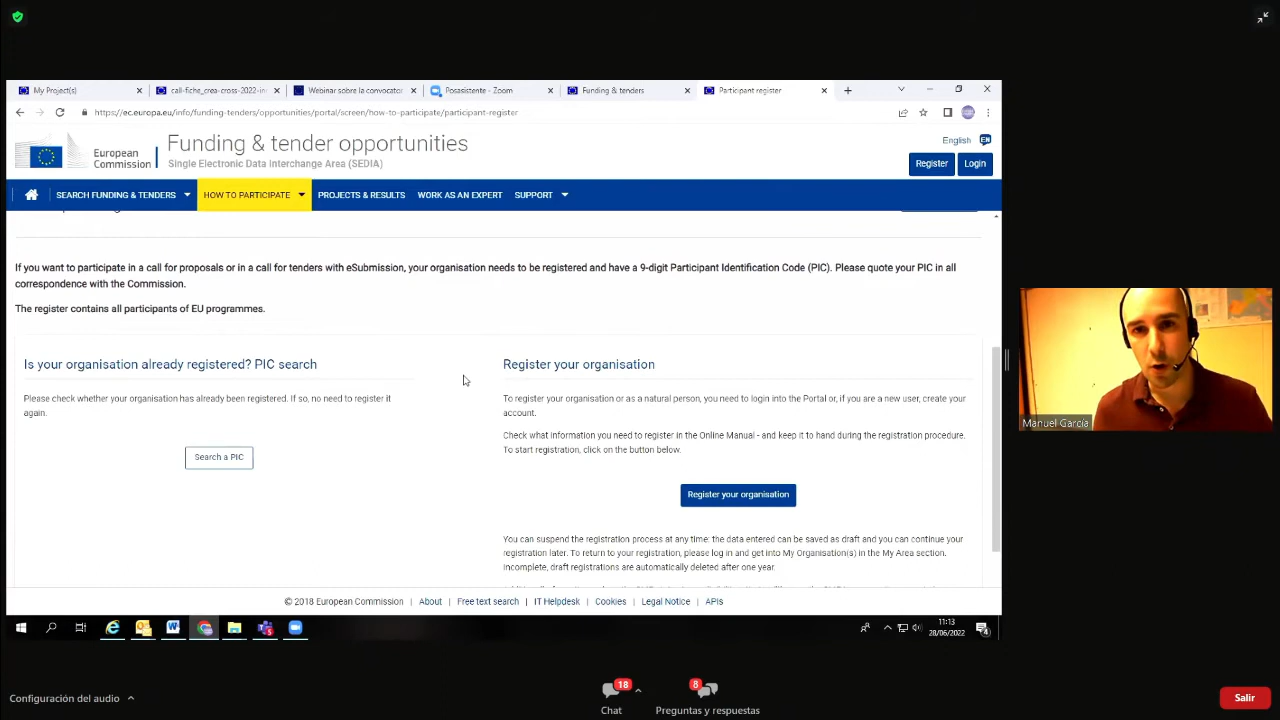 My Project(s)
call-fiche_crea-cross-2022-in
Webinar sobre la convocator
Posasistente - Zoom
Funding & tenders
Participant register
https://ec.europa.eu/info/funding-tenders/opportunities/portal/screen/how-to-participate/participant-register
European
Commission
Funding & tender opportunities
Single Electronic Data Interchange Area (SEDIA)
English EN
Register
Login
SEARCH FUNDING & TENDERS
HOW TO PARTICIPATE
PROJECTS & RESULTS
WORK AS AN EXPERT
SUPPORT
If you want to participate in a call for proposals or in a call for tenders with eSubmission, your organisation needs to be registered and have a 9-digit Participant Identification Code (PIC). Please quote your PIC in all
correspondence with the Commission.
The register contains all participants of EU programmes.
Is your organisation already registered? PIC search
Please check whether your organisation has already been registered. If so, no need to register it
again.
Search a PIC
Register your organisation
To register your organisation or as a natural person, you need to login into the Portal or, if you are a new user, create your
account.
Check what information you need to register in the Online Manual - and keep it to hand during the registration procedure.
To start registration, click on the button below.
Register your organisation
You can suspend the registration process at any time: the data entered can be saved as draft and you can continue your
registration later. To return to your registration, please log in and get into My Organisation(s) in the My Area section.
Incomplete, draft registrations are automatically deleted after one year.
© 2018 European Commission | About | Free text search | IT Helpdesk | Cookies | Legal Notice | APIs
11:13
28/06/2022
4
Manuel García
Configuración del audio
18
Chat
8
Preguntas y respuestas
Salir